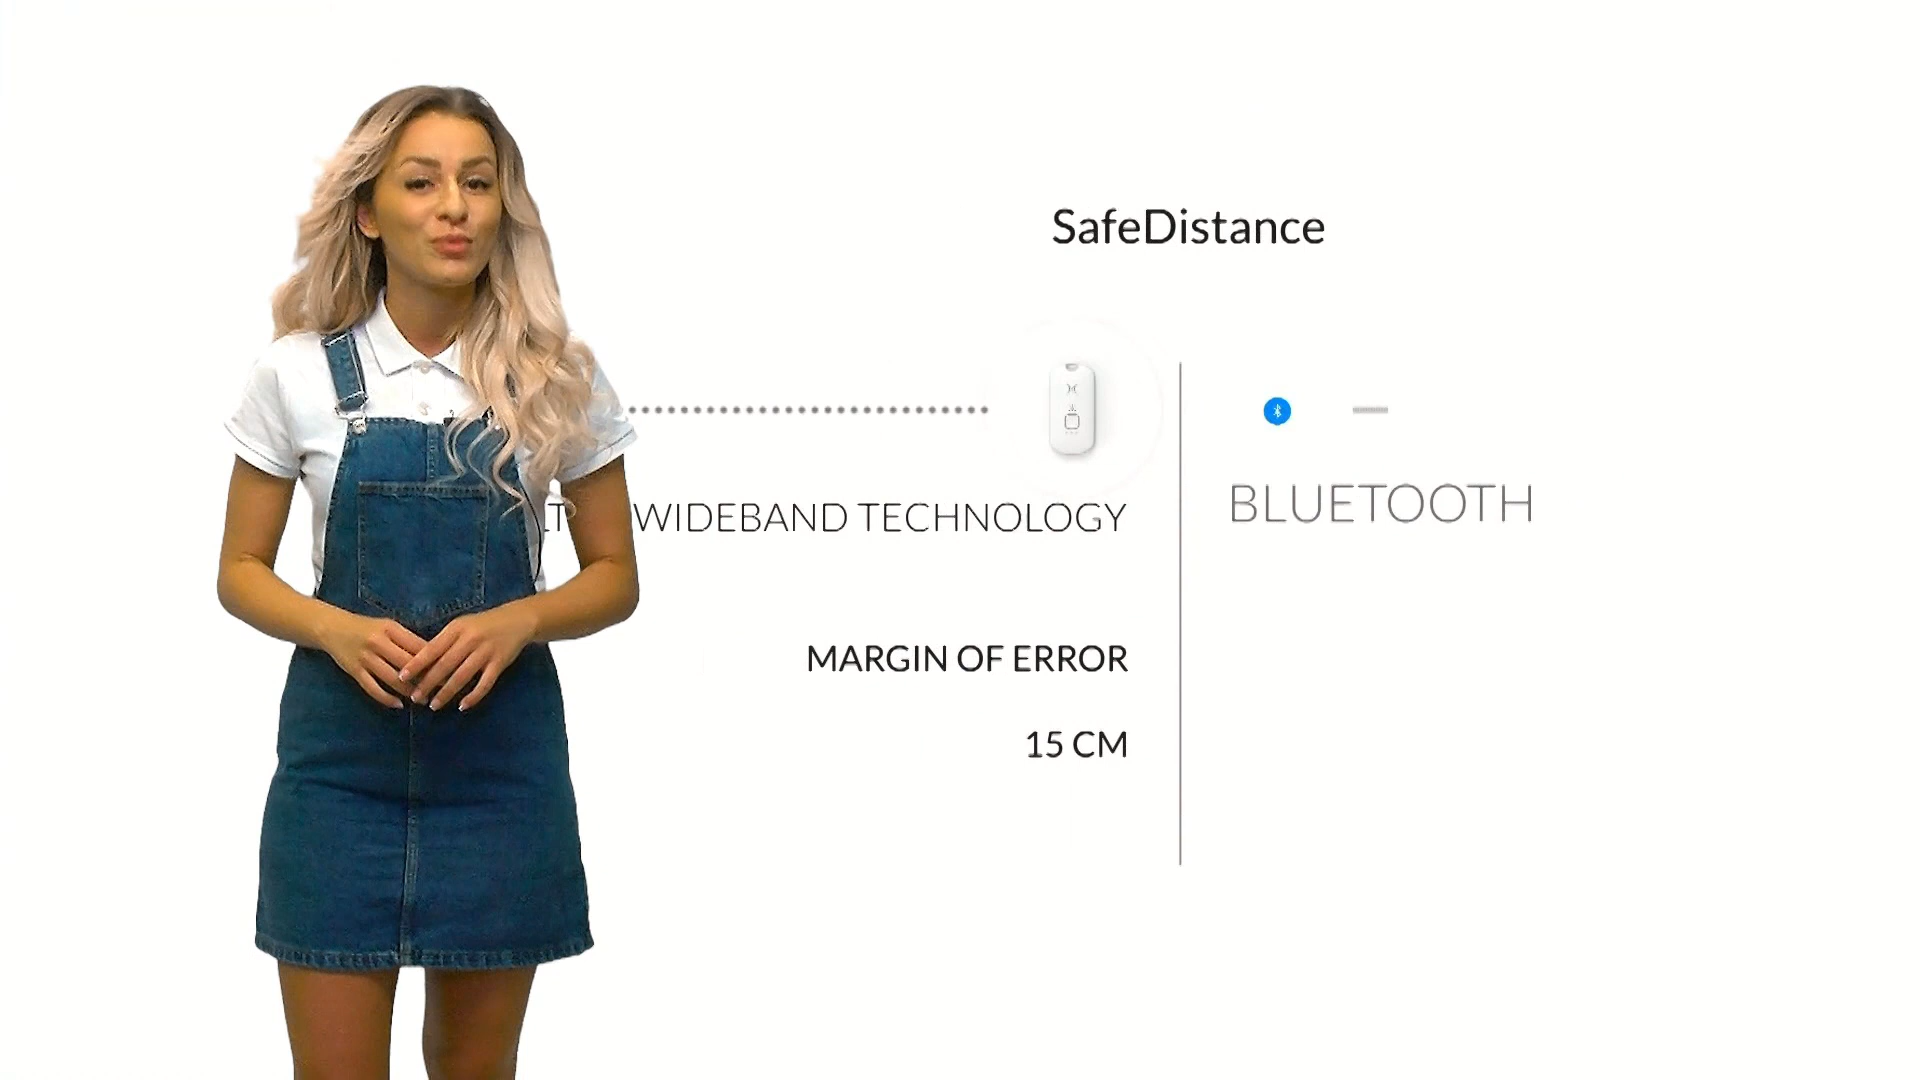 SafeDistance
WIDEBAND TECHNOLOGY
BLUETOOTH
MARGIN OF ERROR
15 CM